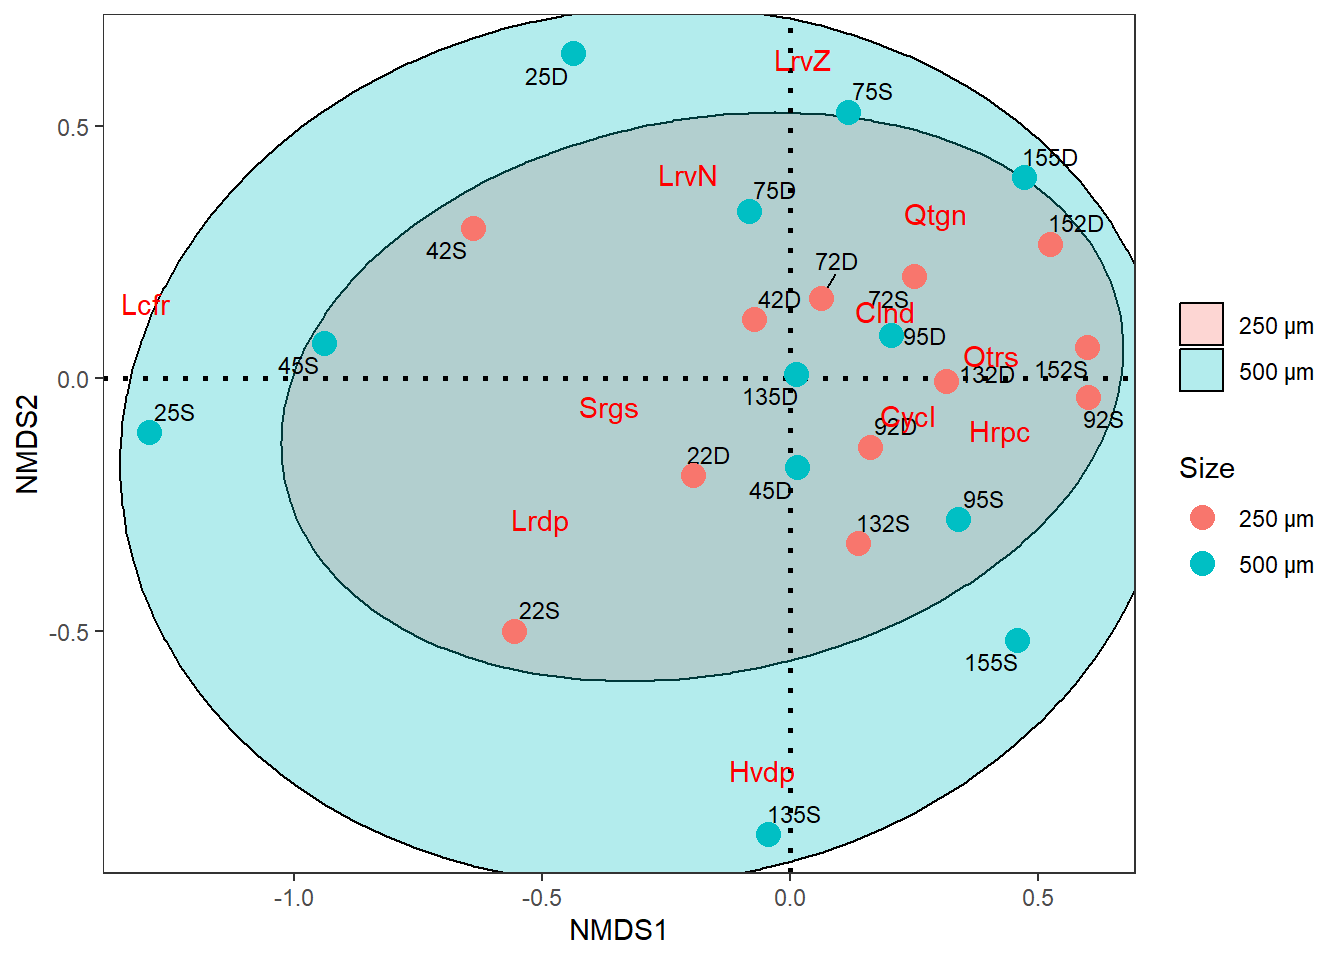 LrvZ
25D
75S
0.5
155D
LrvN
75D
Qtgn
152D
42S
72D
Lcfr
42D
72S
Clnd
95D
45S
Otrs
152S
132D
0.0
135D
25S
Srgs
Cycl
92S
92D
Hrpc
22D
45D
Lrdp
95S
132S
22S
-0.5
155S
Hvdp
135S
-1.0
-0.5
0.0
0.5
NMDS1
NMDS2
250 µm
500 µm
Size
250 µm
500 µm